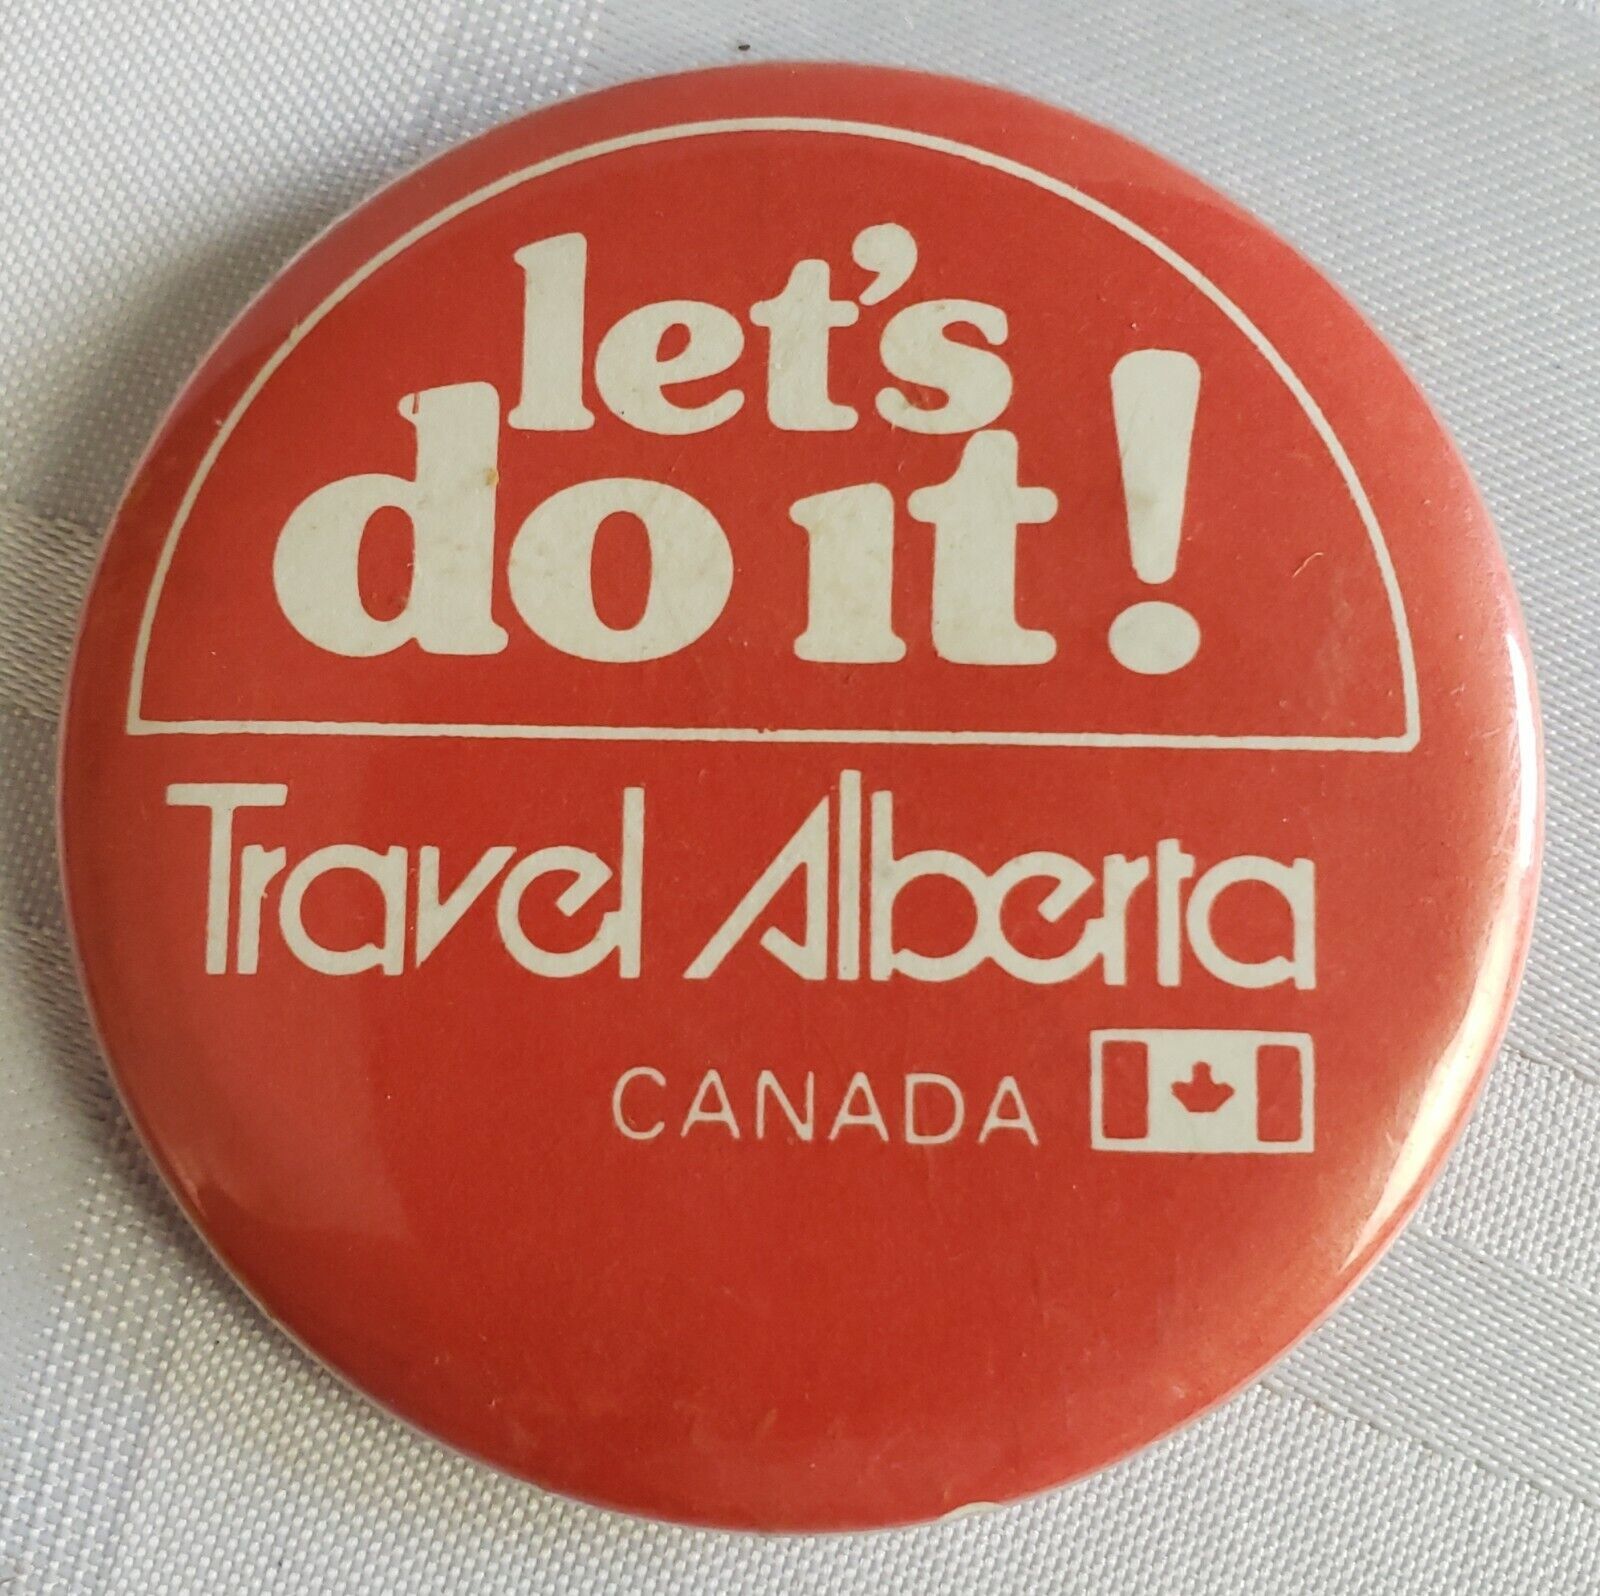 let's
do it!
Travel Alberta
CANADA